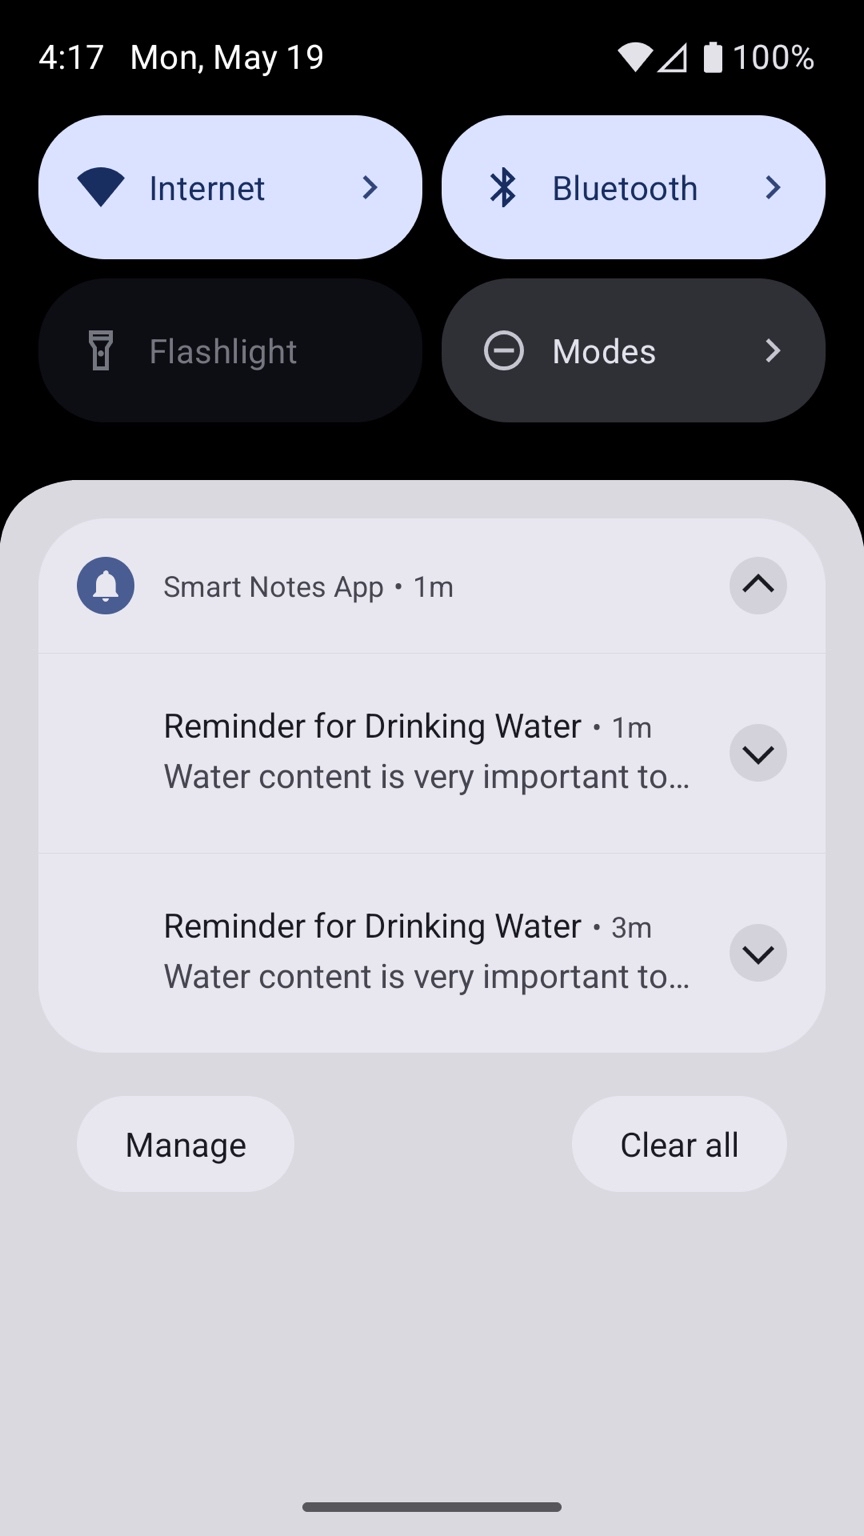 4:17 Mon, May 19 100%
Internet Bluetooth
Flashlight Modes
Smart Notes App • 1m
Reminder for Drinking Water • 1m
Water content is very important to…
Reminder for Drinking Water • 3m
Water content is very important to…
Manage Clear all